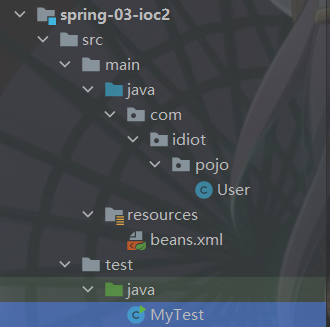 spring-03-ioc2
src
main
java
com
idiot
pojo
User
resources
beans.xml
test
java
MyTest